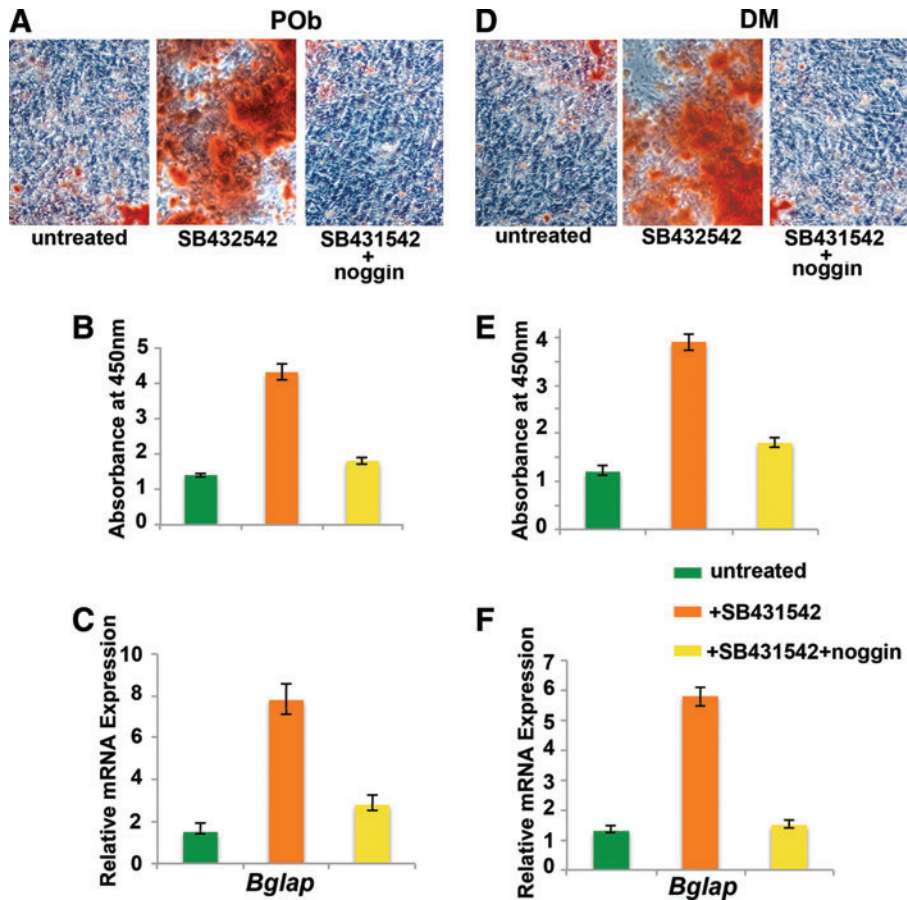 A
POb
untreated
SB432542
SB431542
+
noggin
D
DM
untreated
SB432542
SB431542
+
noggin
B
Absorbance at 450nm
5
4
3
2
1
0
E
Absorbance at 450nm
4
3
2
1
0
untreated
+SB431542
+SB431542+noggin
C
Relative mRNA Expression
10
8
6
4
2
0
Bglap
F
Relative mRNA Expression
7
6
5
4
3
2
1
0
Bglap